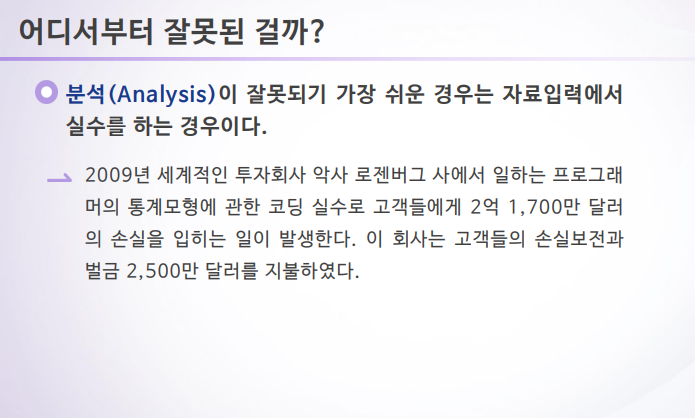 어디서부터 잘못된 걸까?
분석(Analysis)이 잘못되기 가장 쉬운 경우는 자료입력에서
실수를 하는 경우이다.
2009년 세계적인 투자회사 악사 로젠버그 사에서 일하는 프로그래
머의 통계모형에 관한 코딩 실수로 고객들에게 2억 1,700만 달러
의 손실을 입히는 일이 발생한다. 이 회사는 고객들의 손실보전과
벌금 2,500만 달러를 지불하였다.